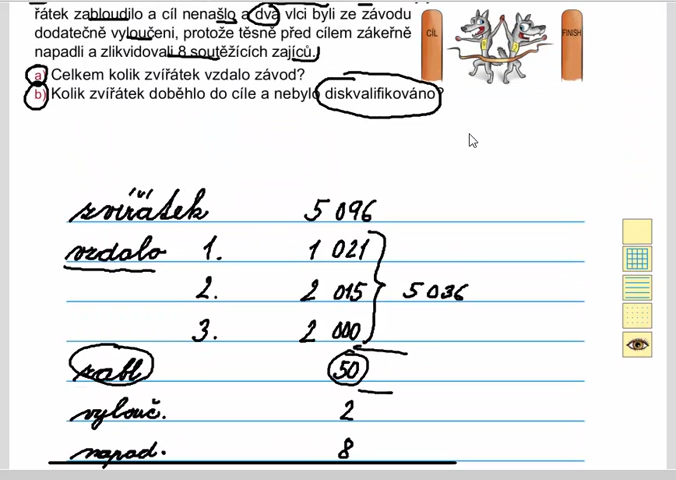 řátek zabloudilo a cíl nenašlo a dva vlci byli ze závodu
dodatečně vyloučeni, protože těsně před cílem zákeřně
napadli a zlikvidovali 8 soutěžících zajíců.
a) Celkem kolik zvířátek vzdalo závod?
b) Kolik zvířátek doběhlo do cíle a nebylo diskvalifikováno?
CÍL
FINISH
zvířátek 5 096
vzdalo 1. 1 021
2. 2 015 5 036
3. 2 000
zabl 50
vylouč. 2
napad. 8